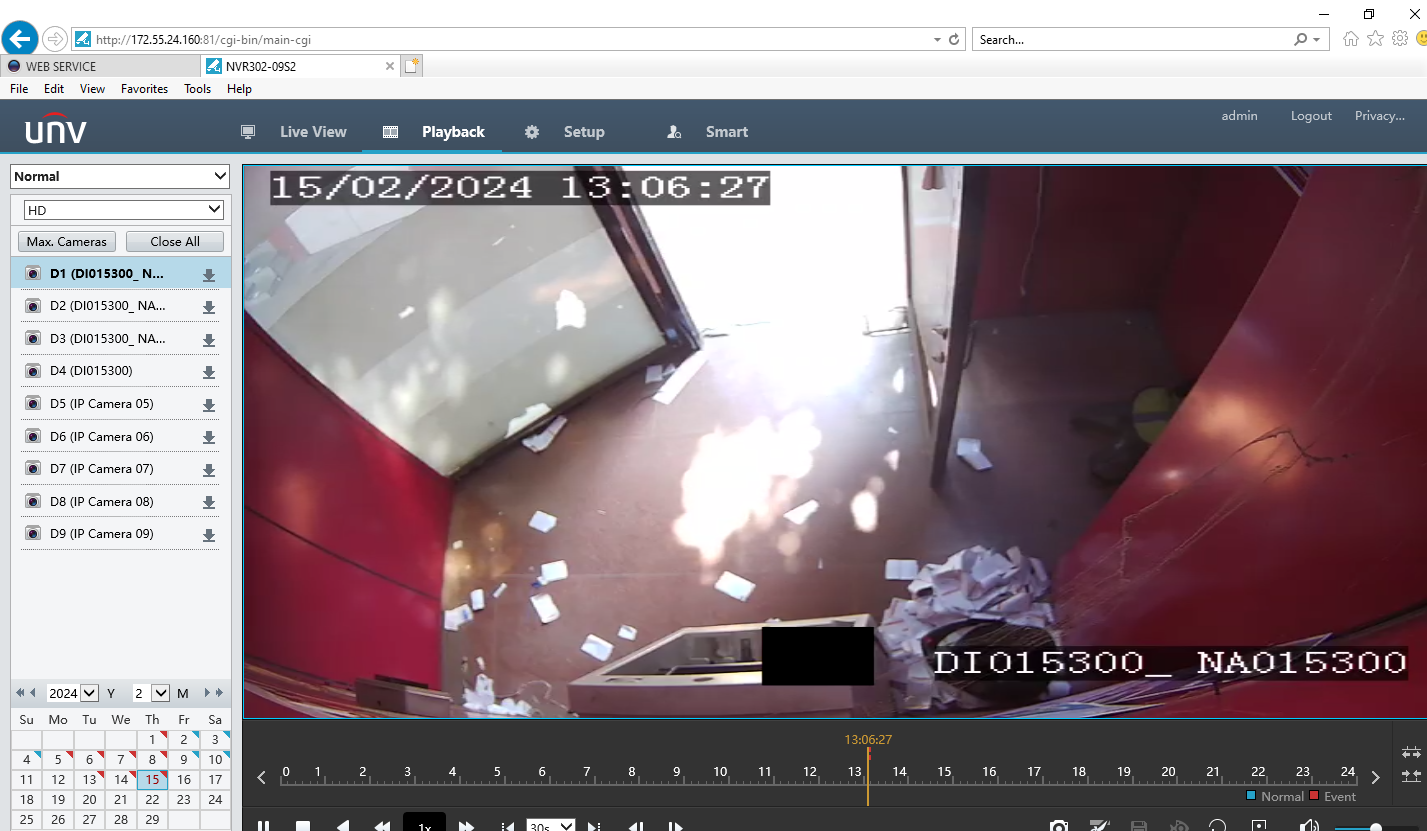 http://172.55.24.160:81/cgi-bin/main-cgi
Search...
WEB SERVICE
NVR302-09S2
File Edit View Favorites Tools Help
unv
Live View
Playback
Setup
Smart
admin
Logout
Privacy...
Normal
HD
Max. Cameras
Close All
D1 (DI015300_ N...
D2 (DI015300_ NA...
D3 (DI015300_ NA...
D4 (DI015300)
D5 (IP Camera 05)
D6 (IP Camera 06)
D7 (IP Camera 07)
D8 (IP Camera 08)
D9 (IP Camera 09)
15/02/2024 13:06:27
DI015300_ NA015300
2024 Y 2 M
Su Mo Tu We Th Fr Sa
1 2 3
4 5 6 7 8 9 10
11 12 13 14 15 16 17
18 19 20 21 22 23 24
25 26 27 28 29
13:06:27
0 1 2 3 4 5 6 7 8 9 10 11 12 13 14 15 16 17 18 19 20 21 22 23 24
Normal Event
1x
30s